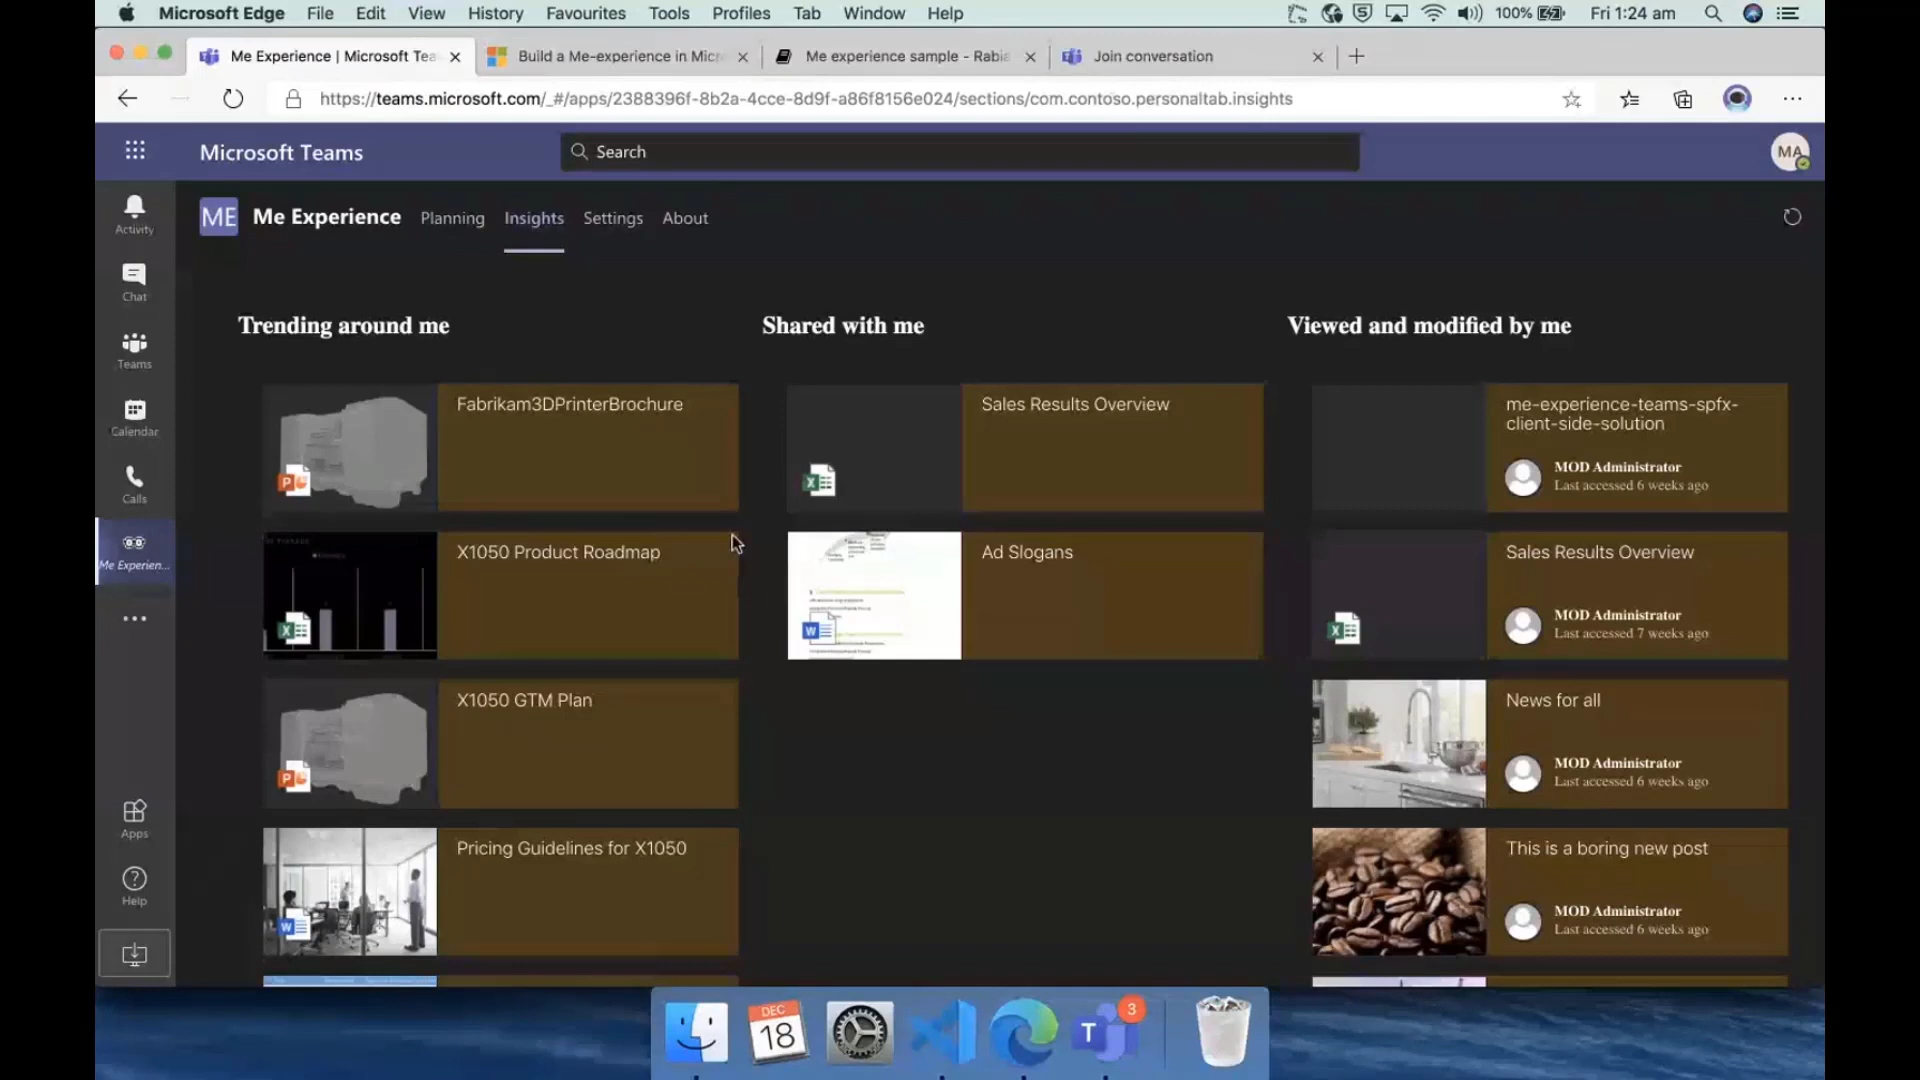 Microsoft Edge File Edit View History Favourites Tools Profiles Tab Window Help 100% Fri 1:24 am
Me Experience | Microsoft Tea
Build a Me-experience in Micr
Me experience sample - Rabia
Join conversation
https://teams.microsoft.com/_#/apps/2388396f-8b2a-4cce-8d9f-a86f8156e024/sections/com.contoso.personaltab.insights
Microsoft Teams
Search
MA
Activity
Chat
Teams
Calendar
Calls
Me Experien...
Apps
Help
ME Me Experience Planning Insights Settings About
Trending around me
Fabrikam 3DPrinterBrochure
X1050 Product Roadmap
X1050 GTM Plan
Pricing Guidelines for X1050
Shared with me
Sales Results Overview
Ad Slogans
Viewed and modified by me
me-experience-teams-spfx-
client-side-solution
MOD Administrator
Last accessed 6 weeks ago
Sales Results Overview
MOD Administrator
Last accessed 7 weeks ago
News for all
MOD Administrator
Last accessed 6 weeks ago
This is a boring new post
MOD Administrator
Last accessed 6 weeks ago
DEC
18
T
3